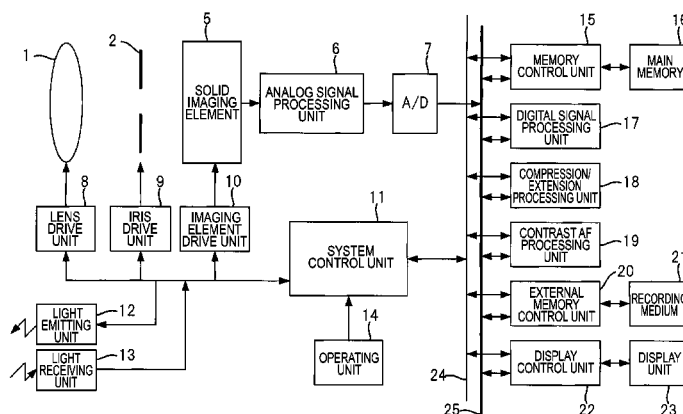 1
2
5
SOLID
IMAGING
ELEMENT
6
ANALOG SIGNAL
PROCESSING
UNIT
7
A/D
15
MEMORY
CONTROL UNIT
16
MAIN
MEMORY
DIGITAL SIGNAL
PROCESSING
UNIT
17
COMPRESSION/
EXTENSION
PROCESSING UNIT
18
8
LENS
DRIVE
UNIT
9
IRIS DRIVE
UNIT
10
IMAGING
ELEMENT
DRIVE UNIT
11
SYSTEM
CONTROL UNIT
CONTRAST AF
PROCESSING
UNIT
19
20
EXTERNAL
MEMORY
CONTROL UNIT
21
RECORDING
MEDIUM
12
LIGHT
EMITTING
UNIT
13
LIGHT
RECEIVING
UNIT
14
OPERATING
UNIT
DISPLAY
CONTROL UNIT
22
DISPLAY
UNIT
23
24
25